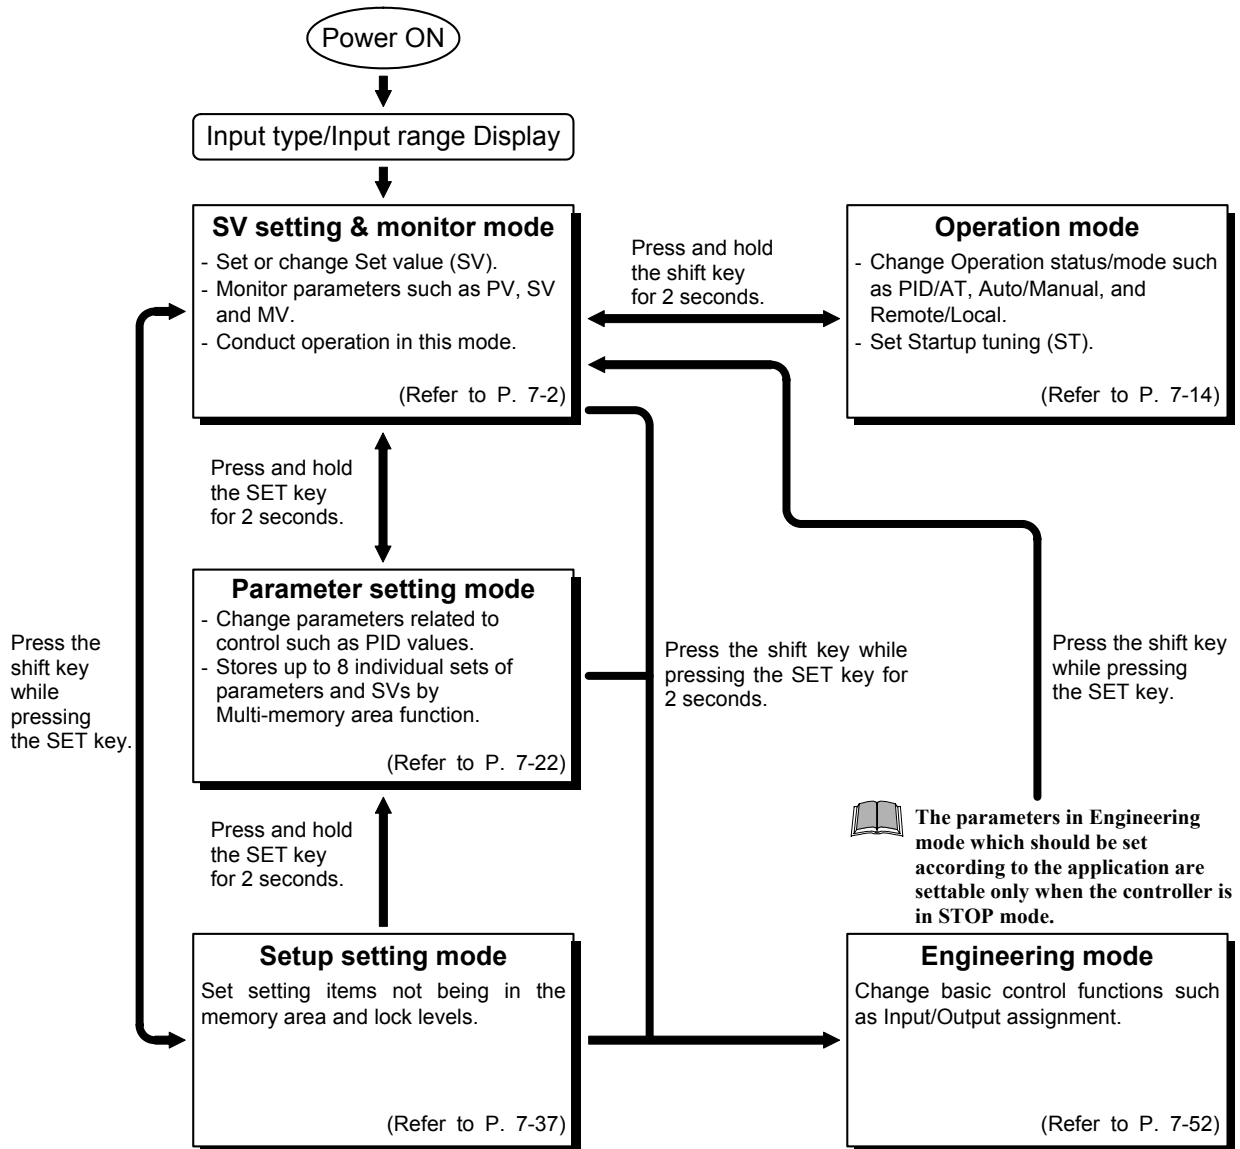 Power ON
Input type/Input range Display
SV setting & monitor mode
- Set or change Set value (SV).
- Monitor parameters such as PV, SV
and MV.
- Conduct operation in this mode.
(Refer to P. 7-2)
Press and hold
the shift key
for 2 seconds.
Operation mode
- Change Operation status/mode such
as PID/AT, Auto/Manual, and
Remote/Local.
- Set Startup tuning (ST).
(Refer to P. 7-14)
Press and hold
the SET key
for 2 seconds.
Parameter setting mode
- Change parameters related to
control such as PID values.
- Stores up to 8 individual sets of
parameters and SVs by
Multi-memory area function.
(Refer to P. 7-22)
Press the
shift key
while
pressing
the SET key.
Press the shift key while
pressing the SET key for
2 seconds.
Press the shift key
while pressing
the SET key.
Press and hold
the SET key
for 2 seconds.
The parameters in Engineering
mode which should be set
according to the application are
settable only when the controller is
in STOP mode.
Setup setting mode
Set setting items not being in the
memory area and lock levels.
(Refer to P. 7-37)
Engineering mode
Change basic control functions such
as Input/Output assignment.
(Refer to P. 7-52)